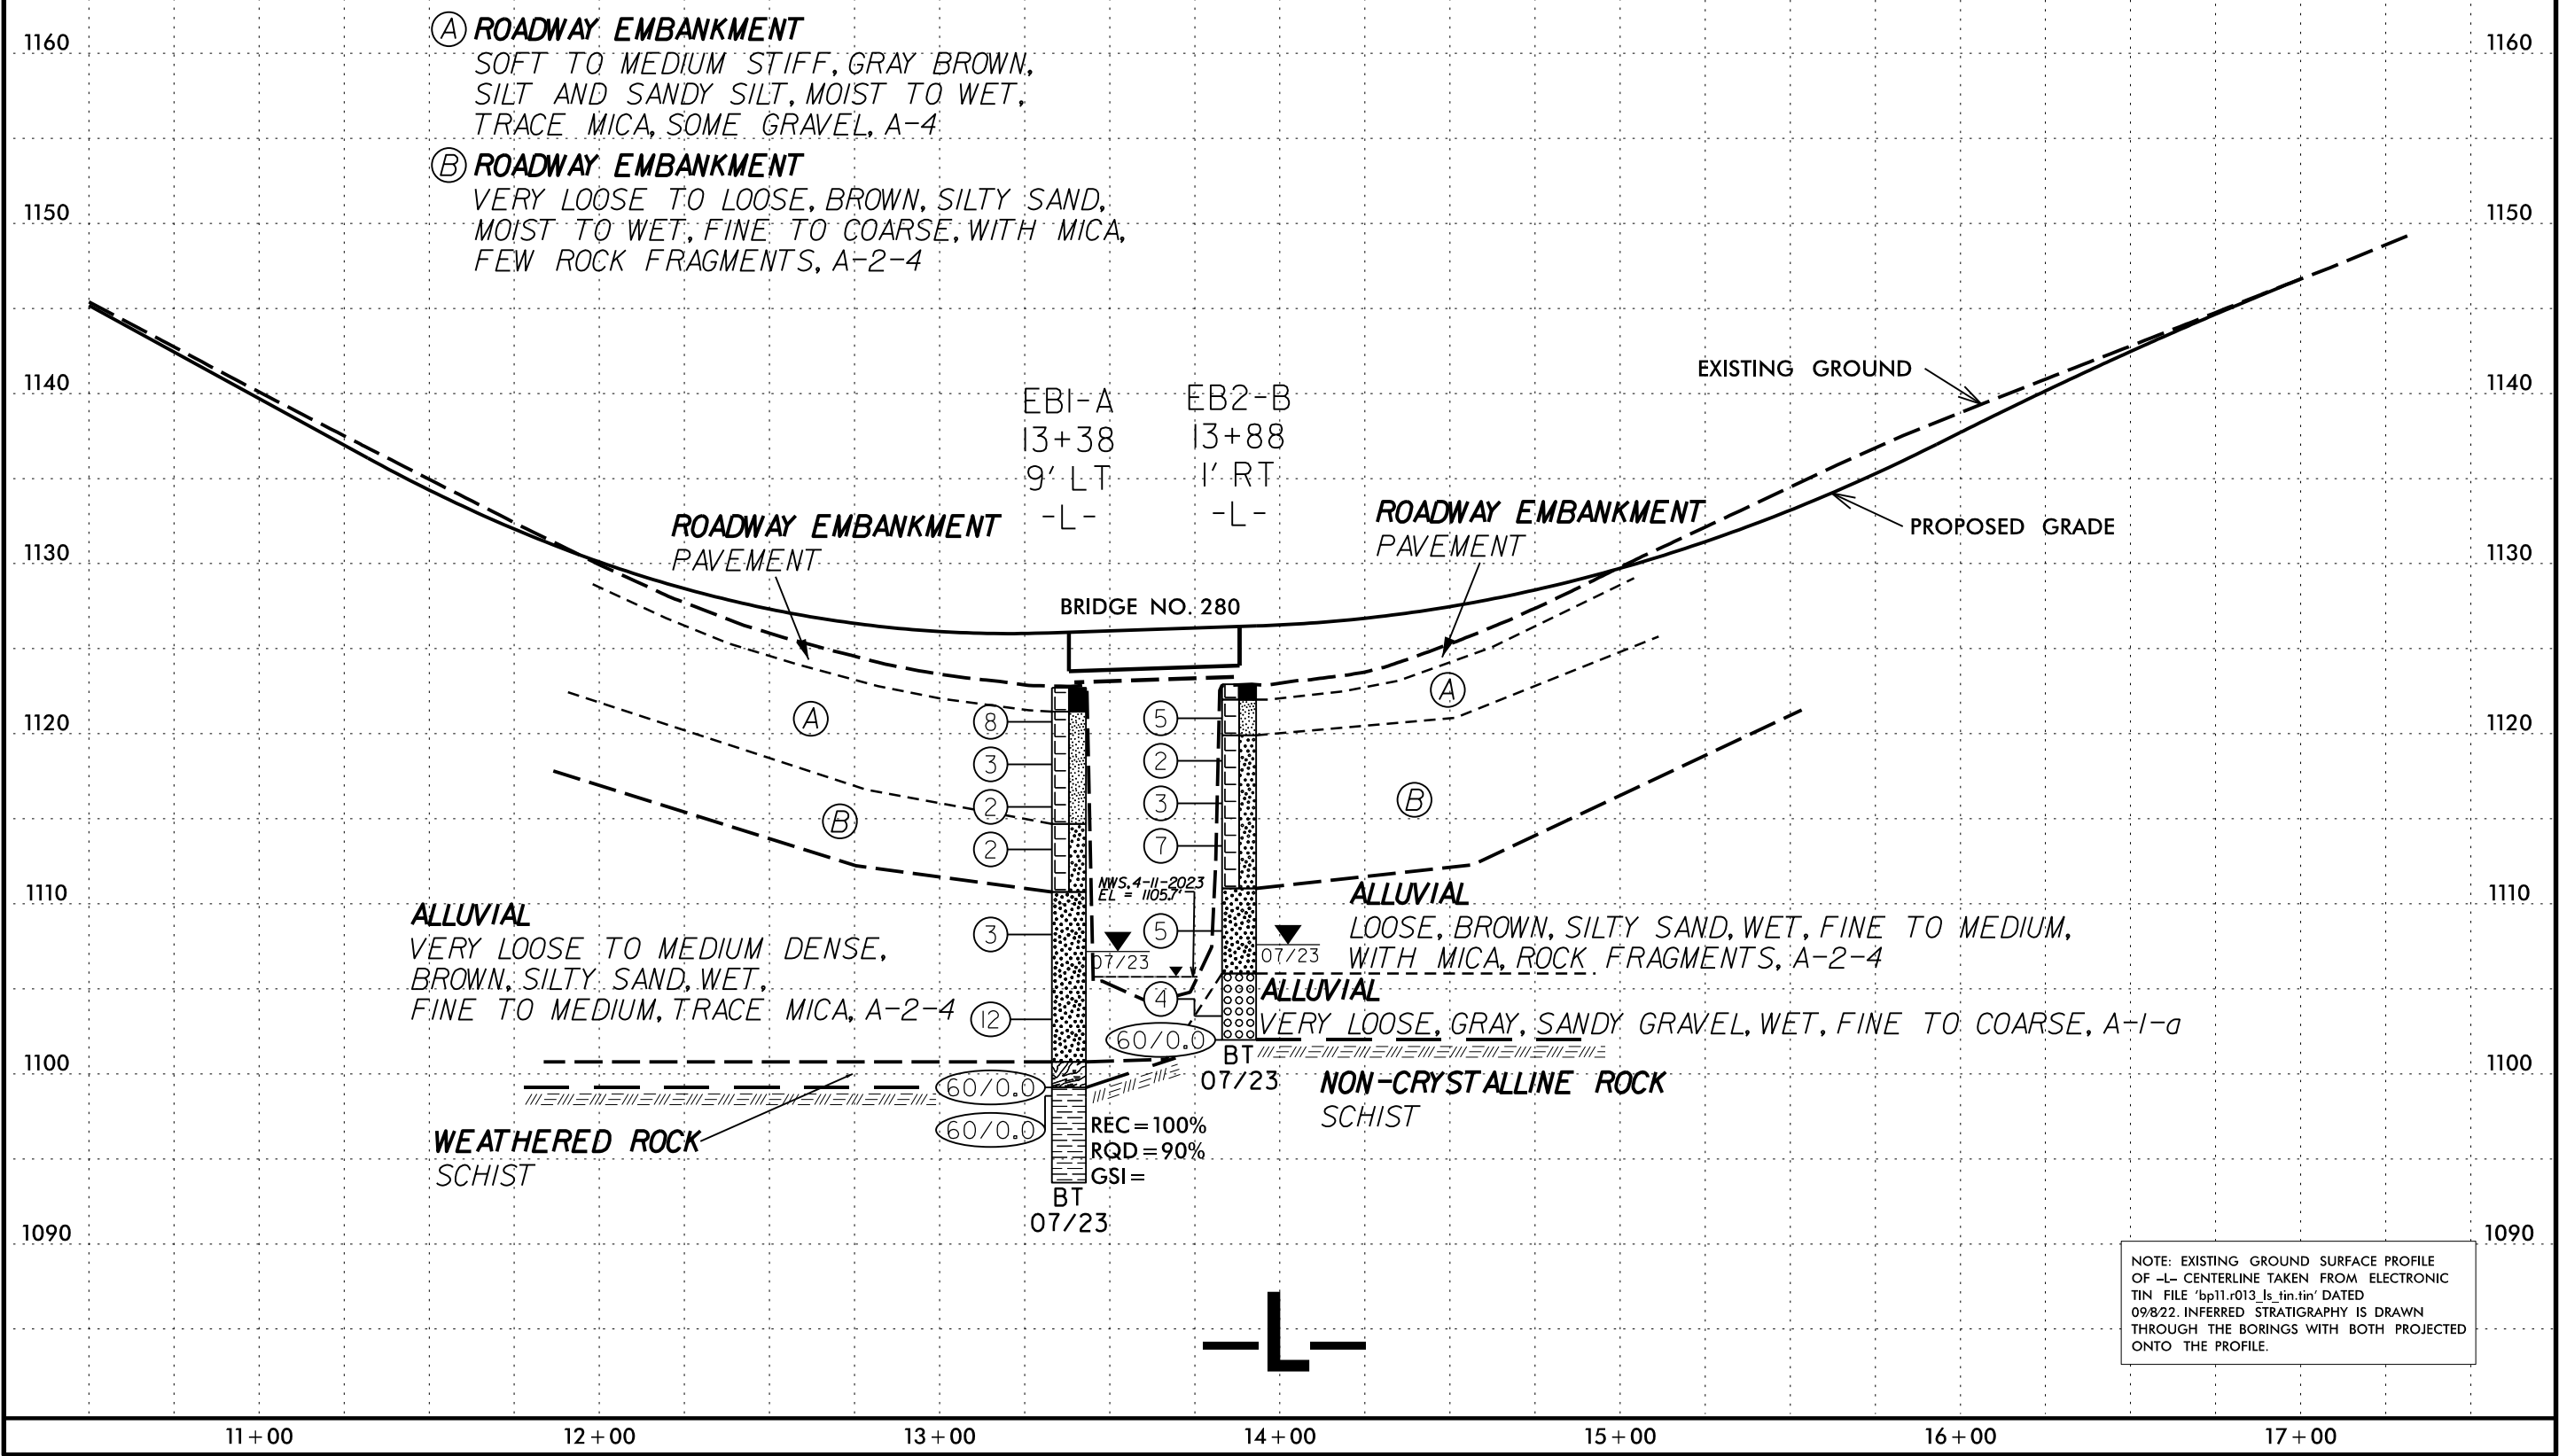 Ⓐ ROADWAY EMBANKMENT
SOFT TO MEDIUM STIFF, GRAY BROWN,
SILT AND SANDY SILT, MOIST TO WET,
TRACE MICA, SOME GRAVEL, A-4
Ⓑ ROADWAY EMBANKMENT
VERY LOOSE TO LOOSE, BROWN, SILTY SAND,
MOIST TO WET, FINE TO COARSE, WITH MICA,
FEW ROCK FRAGMENTS, A-2-4
1160
1160
1150
1150
1140
1140
1130
1130
1120
1120
1110
1110
1100
1100
1090
1090
EXISTING GROUND
PROPOSED GRADE
EB1-A
13+38
9' LT
-L-
EB2-B
13+88
1' RT
-L-
ROADWAY EMBANKMENT
PAVEMENT
ROADWAY EMBANKMENT
PAVEMENT
BRIDGE NO. 280
A
B
A
B
8
3
2
2
3
12
60/0.0
60/0.0
5
2
3
7
5
4
60/0.0
NWS, 4-11-2023
EL = 1105.7'
07/23
07/23
ALLUVIAL
VERY LOOSE TO MEDIUM DENSE,
BROWN, SILTY SAND, WET,
FINE TO MEDIUM, TRACE MICA, A-2-4
ALLUVIAL
LOOSE, BROWN, SILTY SAND, WET, FINE TO MEDIUM,
WITH MICA, ROCK FRAGMENTS, A-2-4
ALLUVIAL
VERY LOOSE, GRAY, SANDY GRAVEL, WET, FINE TO COARSE, A-1-a
BT
07/23
NON-CRYSTALLINE ROCK
SCHIST
WEATHERED ROCK
SCHIST
REC=100%
RQD=90%
GSI=
BT
07/23
L
NOTE: EXISTING GROUND SURFACE PROFILE
OF -L- CENTERLINE TAKEN FROM ELECTRONIC
TIN FILE 'bp11.r013_ls_tin.tin' DATED
09/8/22. INFERRED STRATIGRAPHY IS DRAWN
THROUGH THE BORINGS WITH BOTH PROJECTED
ONTO THE PROFILE.
11+00
12+00
13+00
14+00
15+00
16+00
17+00